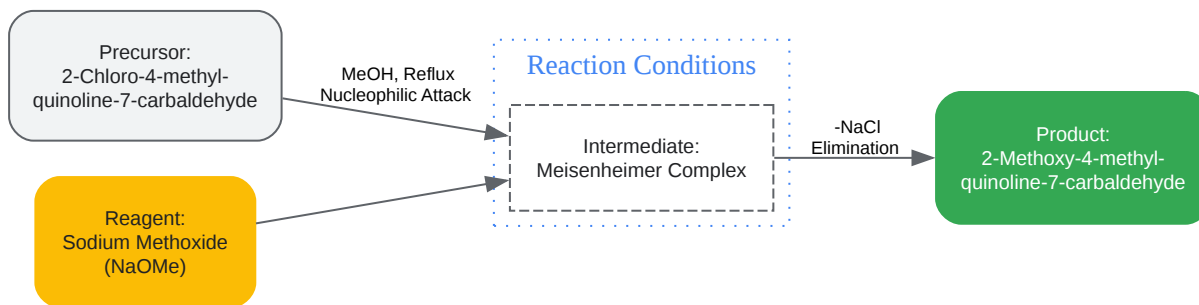 Precursor:
2-Chloro-4-methyl-
quinoline-7-carbaldehyde
MeOH, Reflux
Nucleophilic Attack
Reaction Conditions
Intermediate:
Meisenheimer Complex
-NaCl
Elimination
Product:
2-Methoxy-4-methyl-
quinoline-7-carbaldehyde
Reagent:
Sodium Methoxide
(NaOMe)